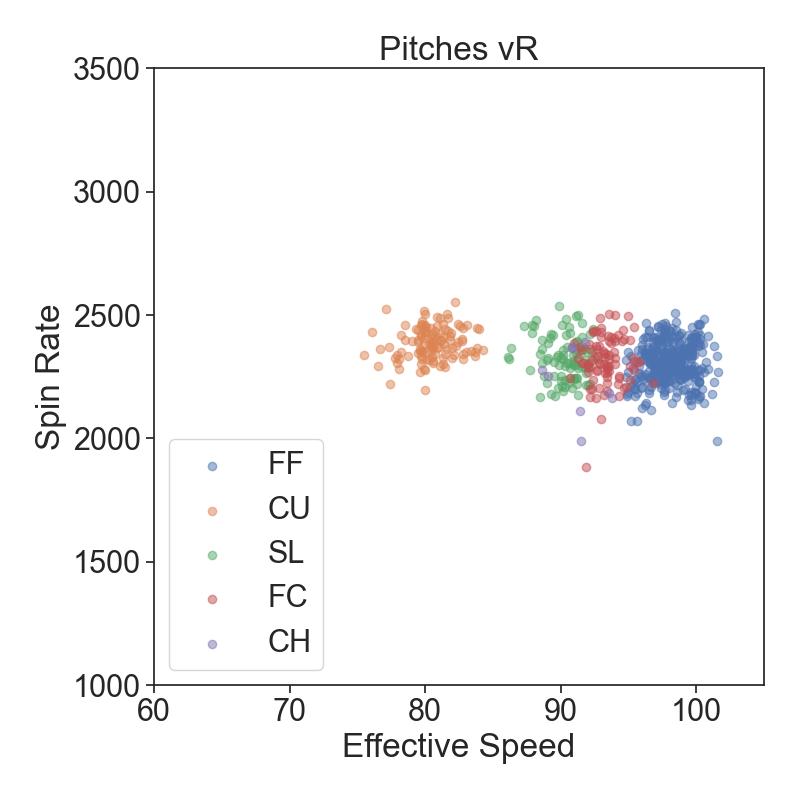 Pitches vR
3500
3000
2500
2000
1500
1000
Spin Rate
FF
CU
SL
FC
CH
60 70 80 90 100
Effective Speed